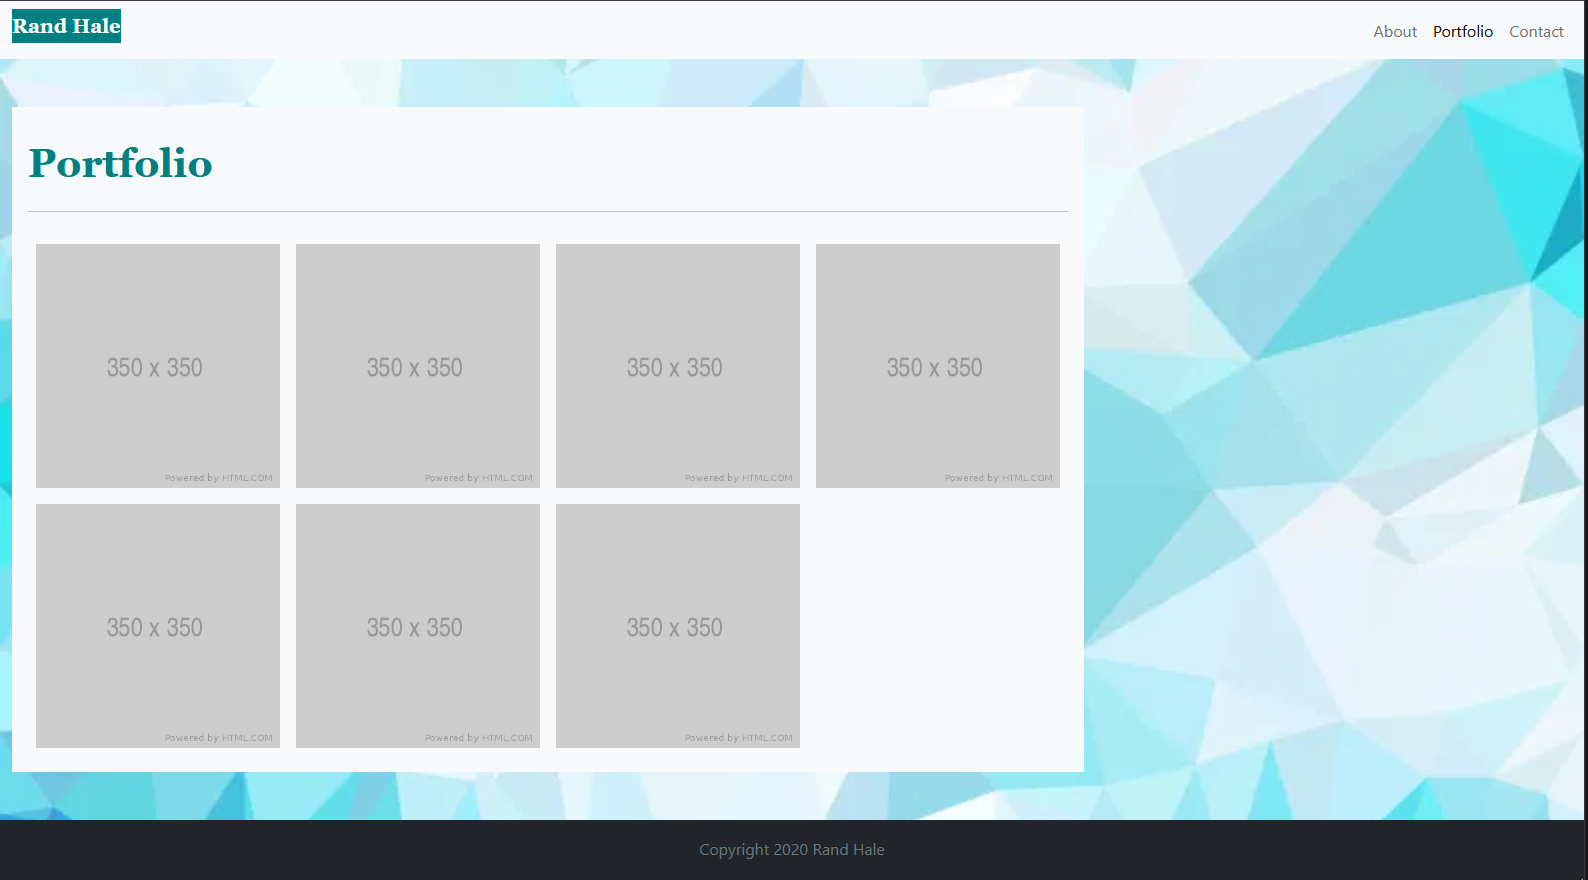 Rand Hale
About Portfolio Contact
Portfolio
350 x 350 350 x 350 350 x 350 350 x 350
Powered by HTML.COM Powered by HTML.COM Powered by HTML.COM Powered by HTML.COM
350 x 350 350 x 350 350 x 350
Powered by HTML.COM Powered by HTML.COM Powered by HTML.COM
Copyright 2020 Rand Hale